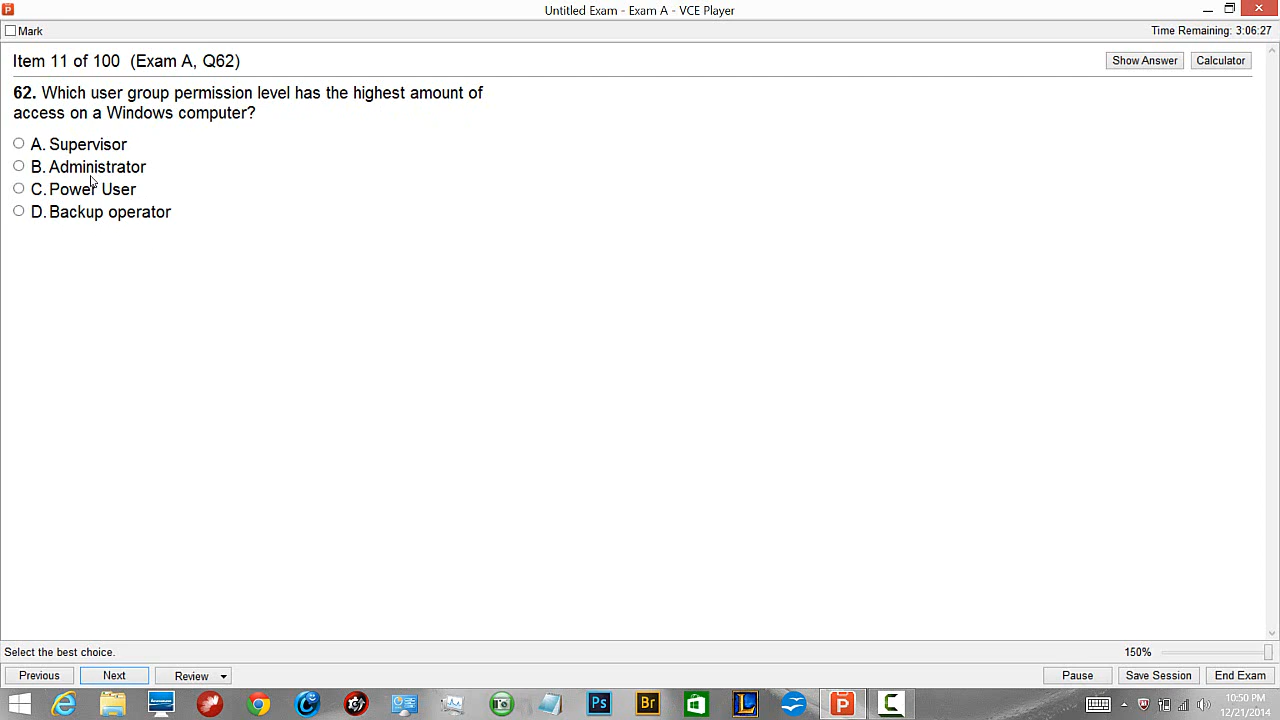 Untitled Exam - Exam A - VCE Player
Mark
Time Remaining: 3:06:27
Item 11 of 100 (Exam A, Q62)
Show Answer
Calculator
62. Which user group permission level has the highest amount of
access on a Windows computer?
A. Supervisor
B. Administrator
C. Power User
D. Backup operator
Select the best choice.
150%
Previous
Next
Review
Pause
Save Session
End Exam
Ps
Br
10:50 PM
12/21/2014